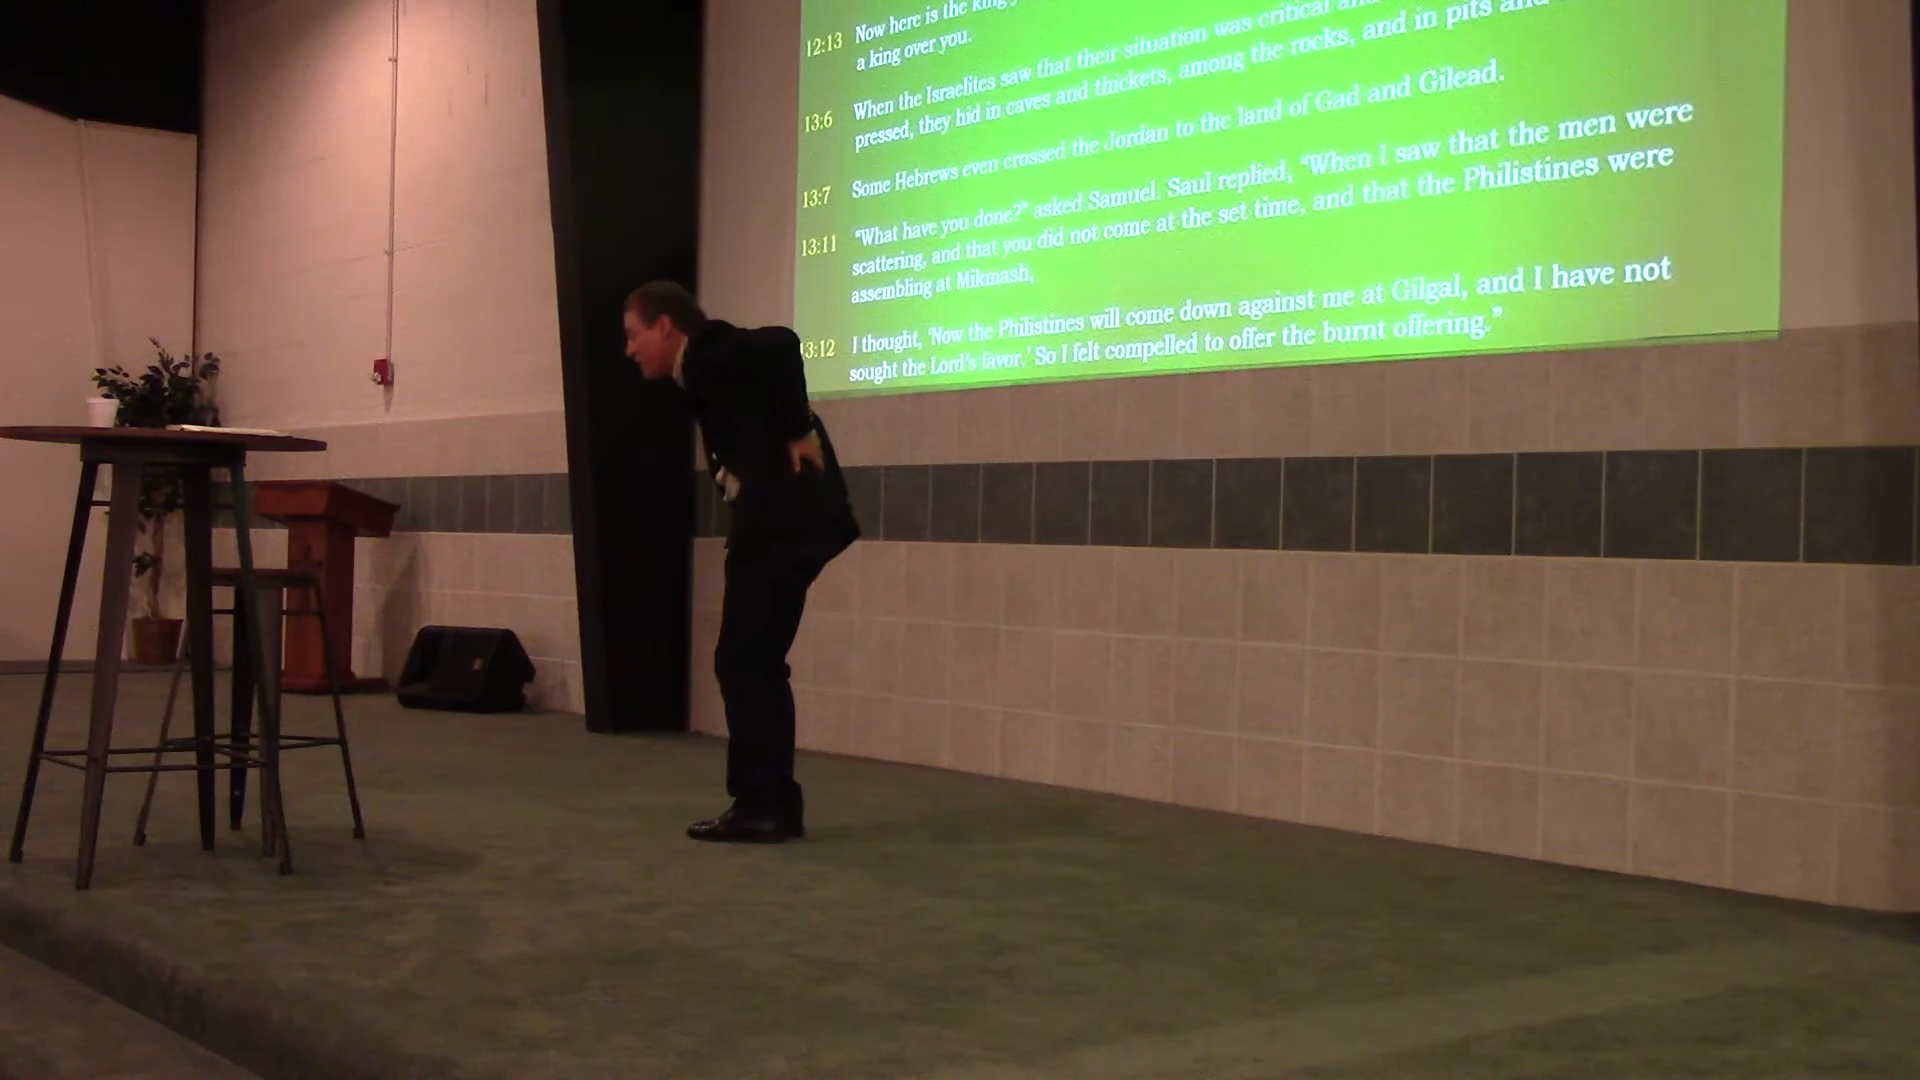 12:13 Now here is the king
a king over you.
13:6 When the Israelites saw that their situation was critical and
pressed, they hid in caves and thickets, among the rocks, and in pits and
13:7 Some Hebrews even crossed the Jordan to the land of Gad and Gilead.
13:11 “What have you done?” asked Samuel. Saul replied, “When I saw that the men were
scattering, and that you did not come at the set time, and that the Philistines were
assembling at Mikmash,
13:12 I thought, ‘Now the Philistines will come down against me at Gilgal, and I have not
sought the Lord’s favor.’ So I felt compelled to offer the burnt offering.”